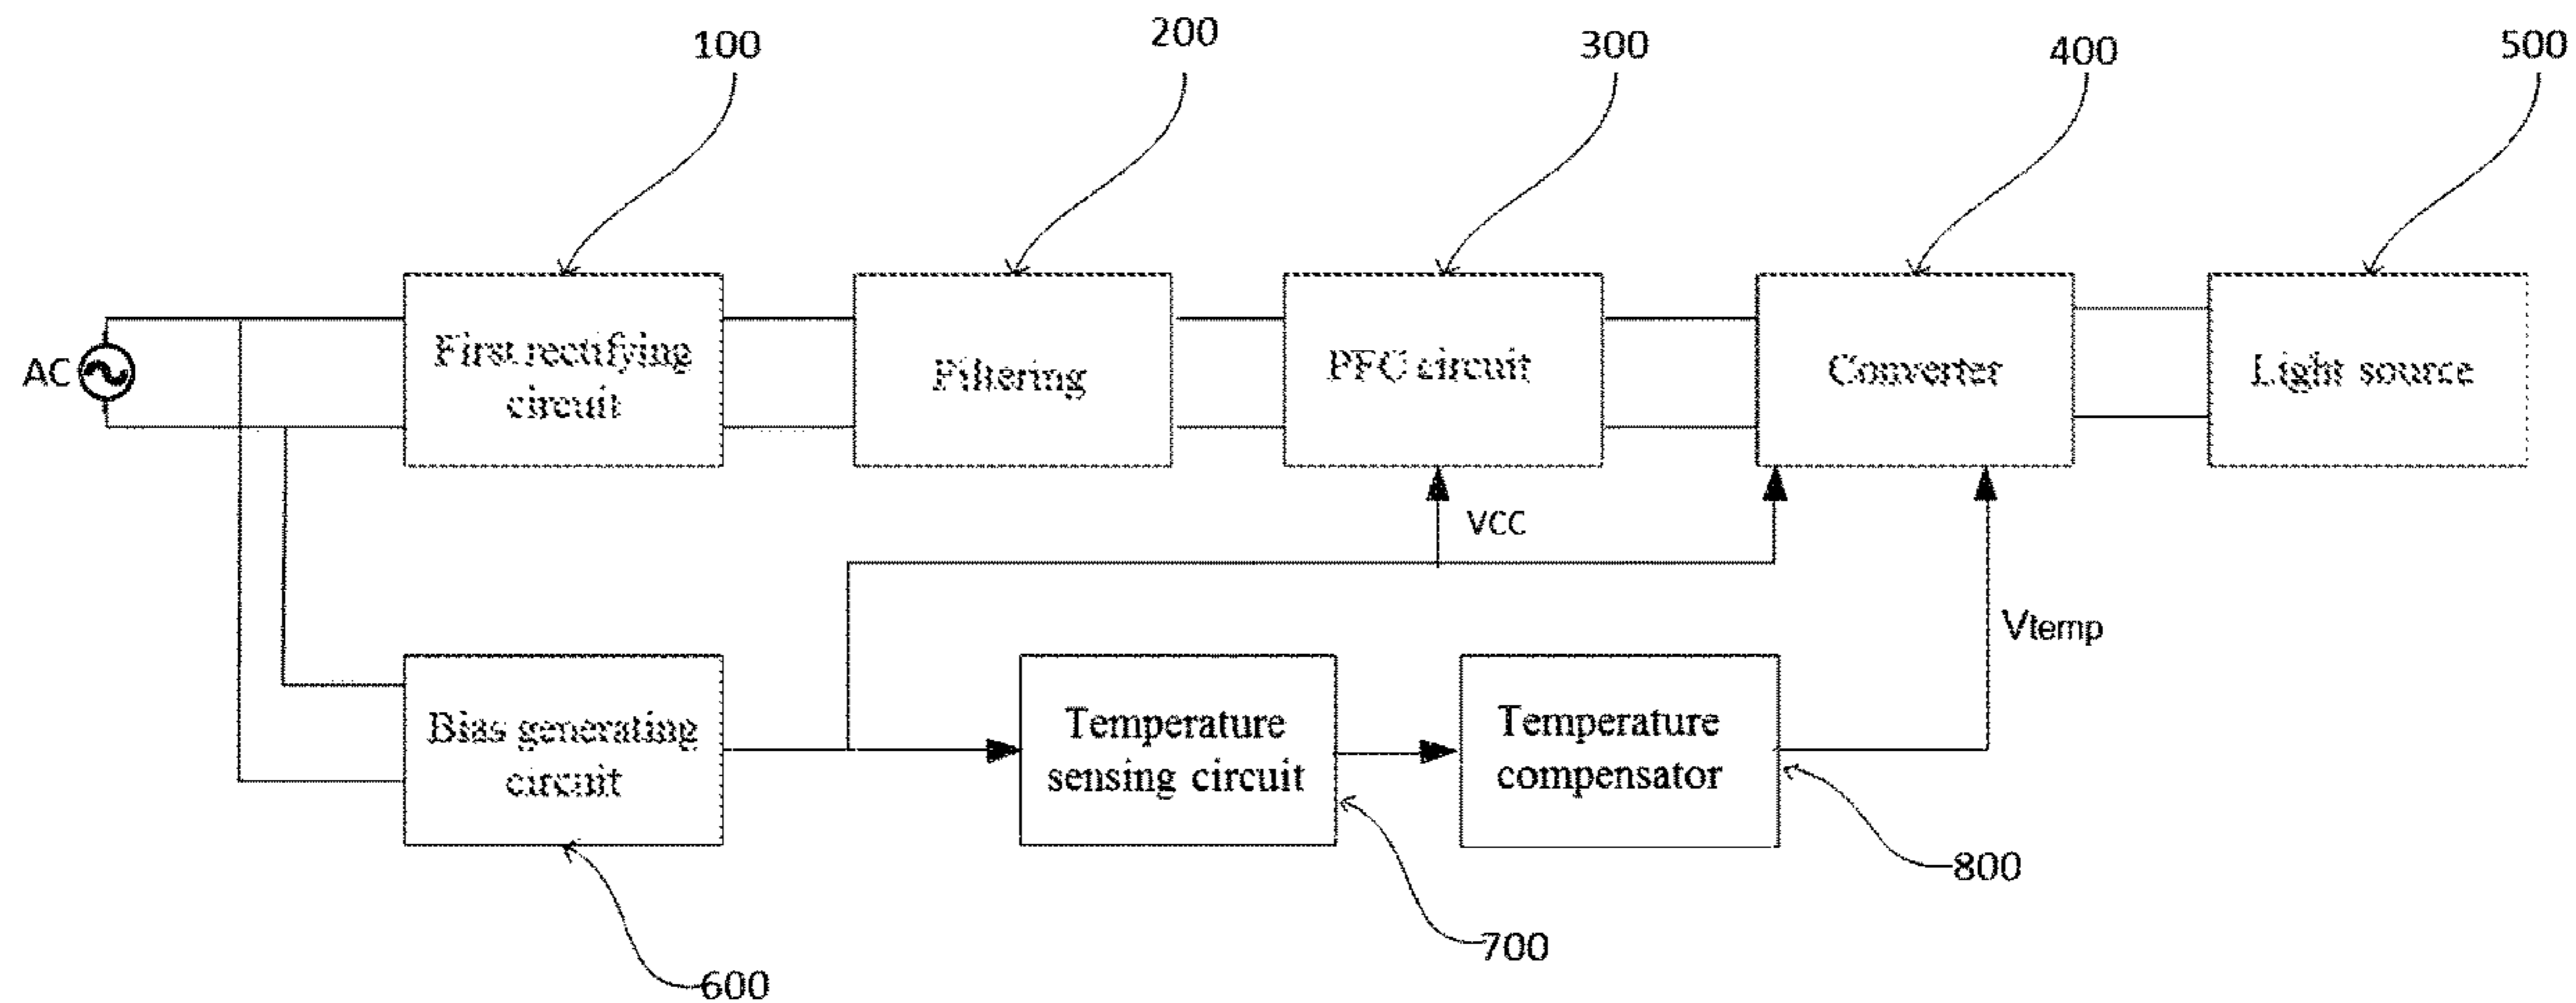 100
200
300
400
500
AC
First rectifying
circuit
Filtering
PFC circuit
Converter
Light source
VCC
Vtemp
Bias generating
circuit
Temperature
sensing circuit
Temperature
compensator
800
700
600